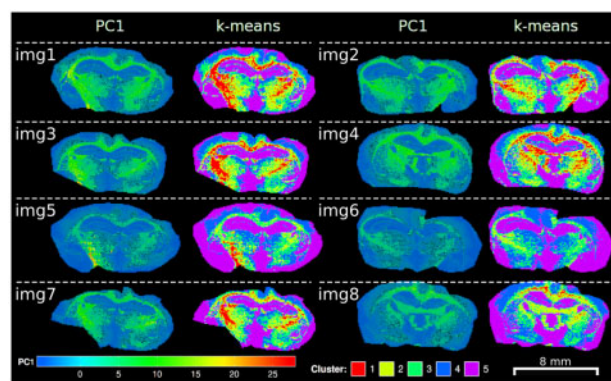 PC1 k-means PC1 k-means
img1 img2
img3 img4
img5 img6
img7 img8
PC1 0 5 10 15 20 25 Cluster: 1 2 3 4 5 8 mm